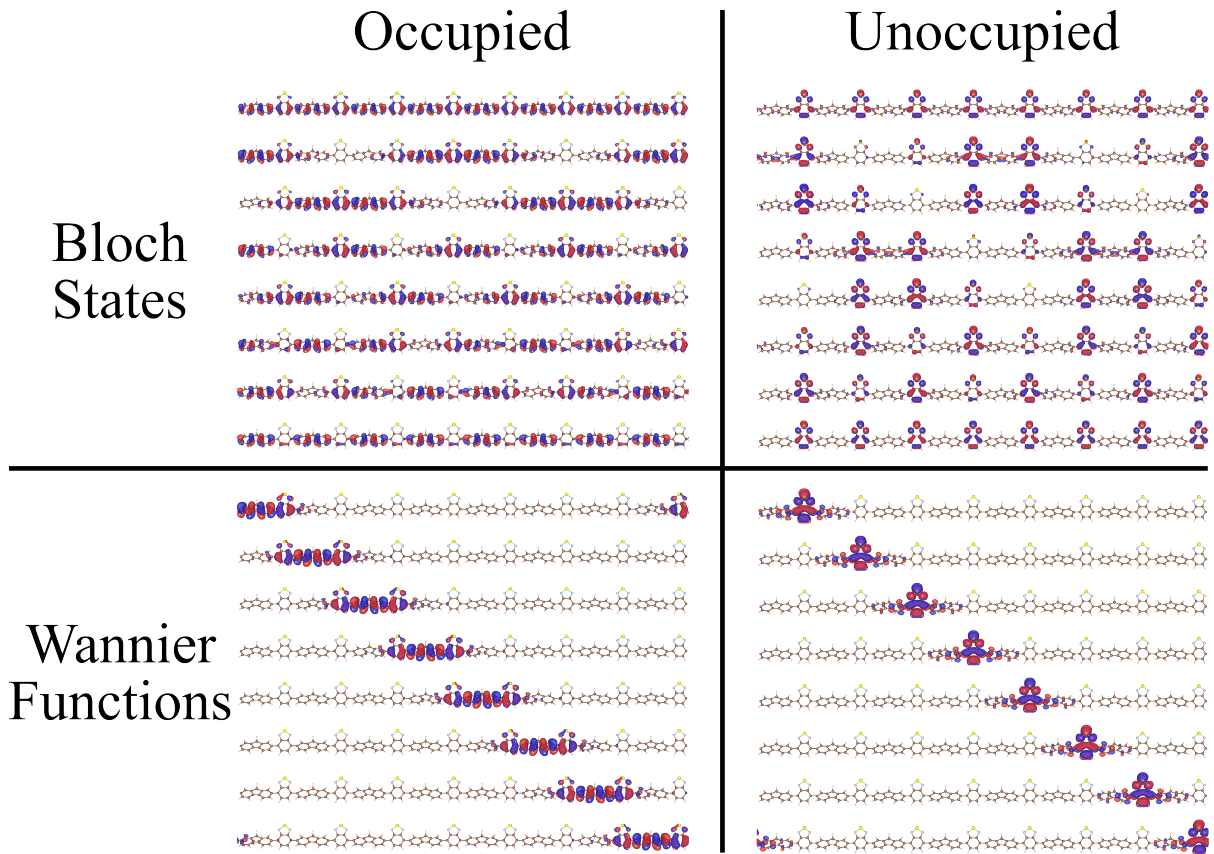 Occupied
Unoccupied
Bloch
States
Wannier
Functions